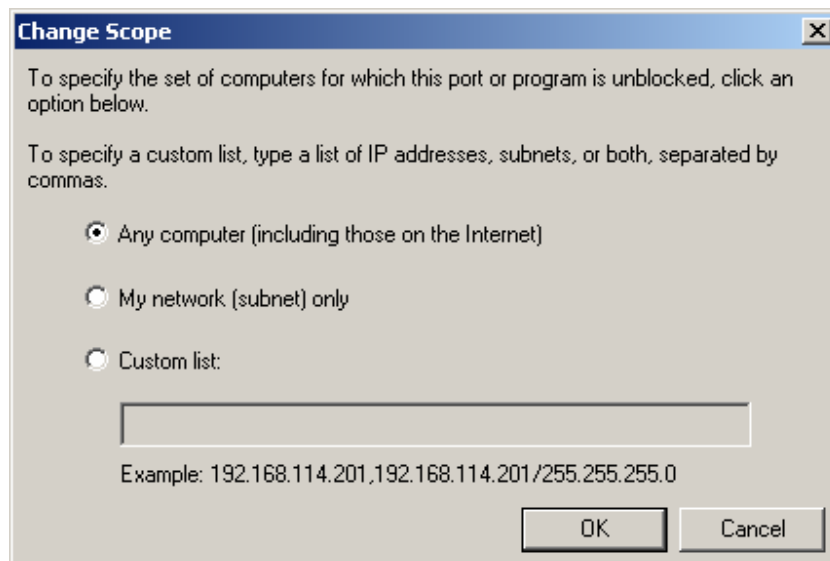 Change Scope
To specify the set of computers for which this port or program is unblocked, click an
option below.
To specify a custom list, type a list of IP addresses, subnets, or both, separated by
commas.
Any computer (including those on the Internet)
My network (subnet) only
Custom list:
Example: 192.168.114.201,192.168.114.201/255.255.255.0
OK Cancel